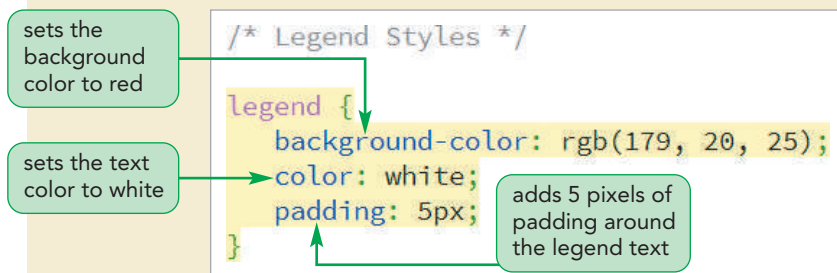 sets the
background
color to red
/* Legend Styles */
legend {
background-color: rgb(179, 20, 25);
sets the text
color to white
color: white;
padding: 5px;
}
adds 5 pixels of
padding around
the legend text